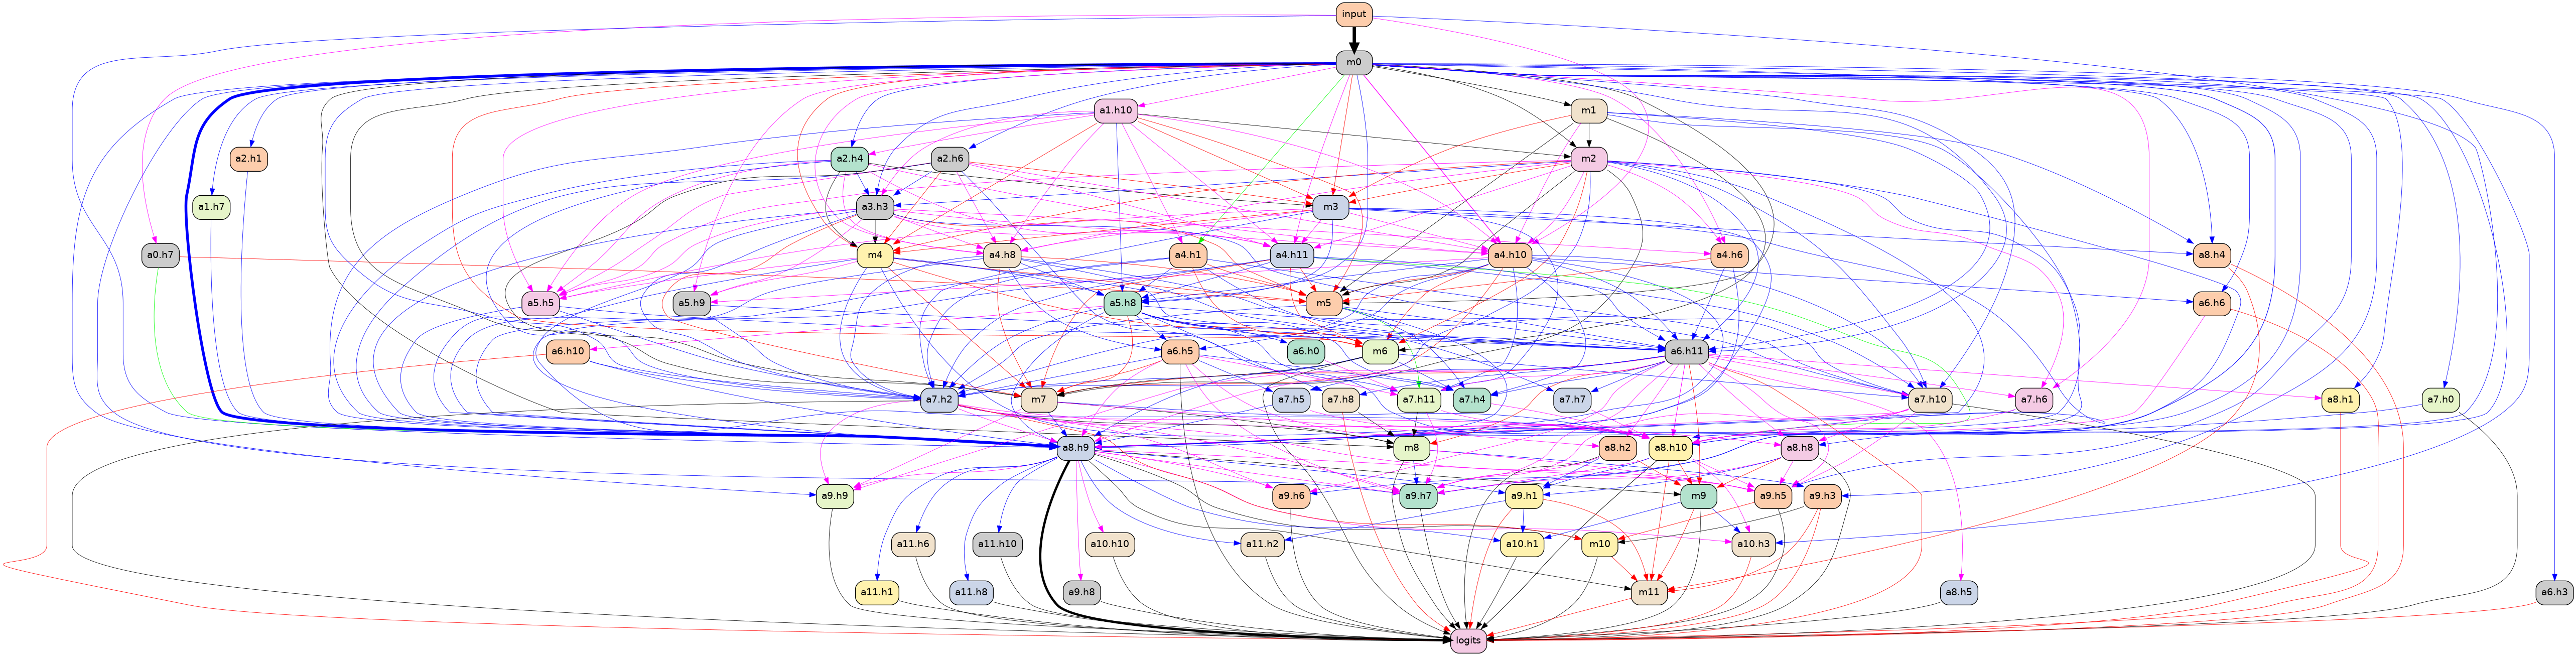 input
m0
a1.h10 m1
a2.h1 a2.h4 a2.h6 m2
a1.h7 a3.h3 m3
a0.h7 m4 a4.h8 a4.h1 a4.h11 a4.h10 a4.h6 a8.h4
a5.h5 a5.h9 a5.h8 m5 a6.h6
a6.h10 a6.h5 a6.h0 m6 a6.h11
a7.h2 m7 a7.h5 a7.h8 a7.h11 a7.h4 a7.h7 a7.h10 a7.h6 a8.h1 a7.h0
a8.h9 m8 a8.h2 a8.h10 a8.h8
a9.h9 a9.h6 a9.h7 a9.h1 m9 a9.h5 a9.h3
a11.h6 a11.h10 a10.h10 a11.h2 a10.h1 m10 a10.h3
a11.h1 a11.h8 a9.h8 m11 a8.h5 a6.h3
logits